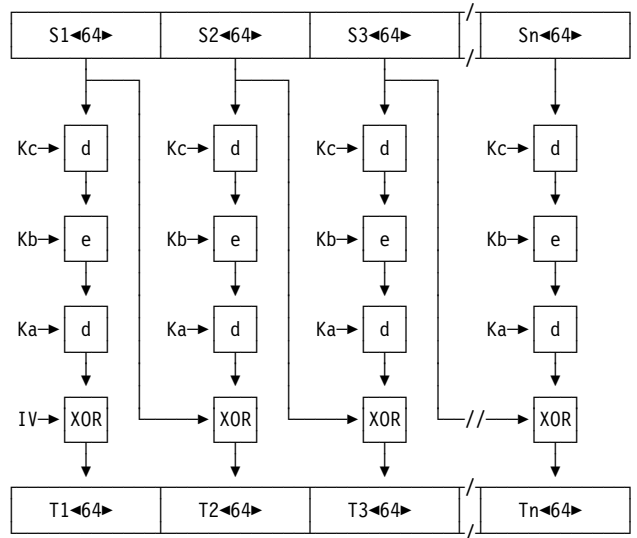 S1◄64► S2◄64► S3◄64► / Sn◄64►
/
Kc d Kc d Kc d Kc d
Kb e Kb e Kb e Kb e
Ka d Ka d Ka d Ka d
IV XOR XOR XOR // XOR
/
T1◄64► T2◄64► T3◄64► Tn◄64►
/